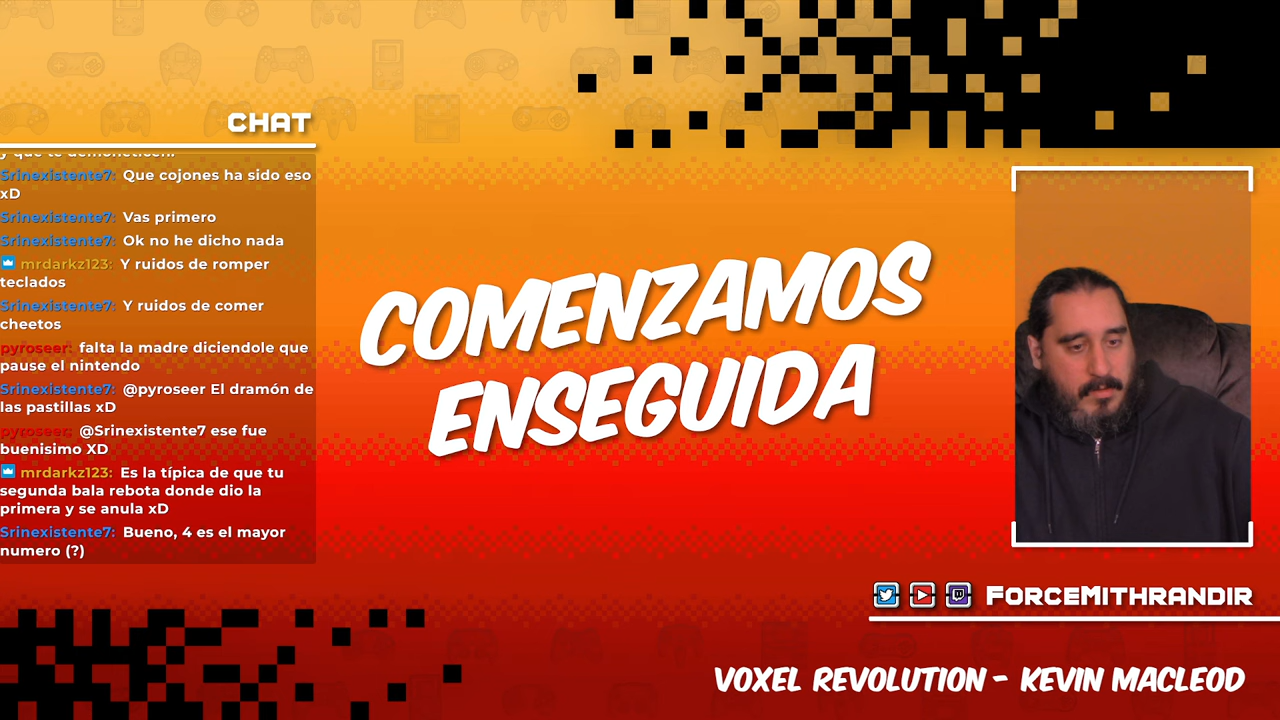 CHAT
y que te demoneticen.
Srinexistente7: Que cojones ha sido eso
xD
Srinexistente7: Vas primero
Srinexistente7: Ok no he dicho nada
mrdarkz123: Y ruidos de romper
teclados
Srinexistente7: Y ruidos de comer
cheetos
pyroseer: falta la madre diciendole que
pause el nintendo
Srinexistente7: @pyroseer El dramón de
las pastillas xD
pyroseer: @Srinexistente7 ese fue
buenisimo XD
mrdarkz123: Es la típica de que tu
segunda bala rebota donde dio la
primera y se anula xD
Srinexistente7: Bueno, 4 es el mayor
numero (?)
COMENZAMOS
ENSEGUIDA
FORCEMITHRANDIR
VOXEL REVOLUTION - KEVIN MACLEOD